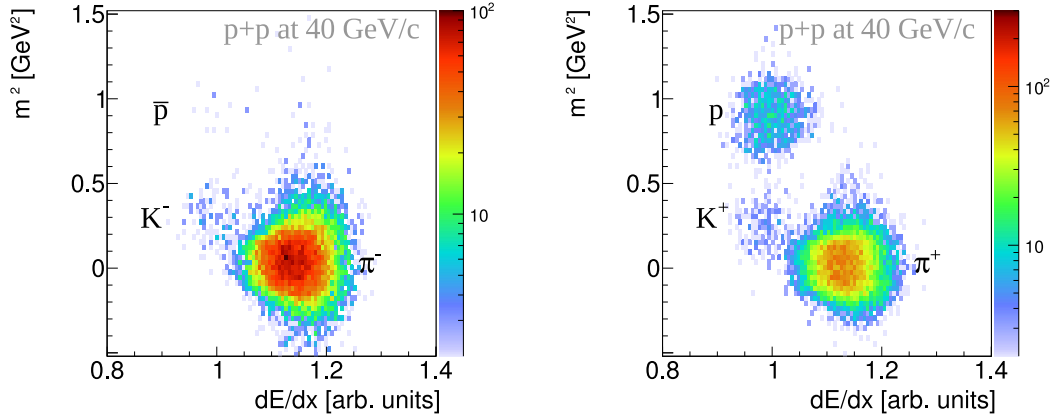 p+p at 40 GeV/c
m² [GeV²]
1.5
1
0.5
0
p̅
K⁻
π⁻
0.8
1
1.2
1.4
dE/dx [arb. units]
10²
10
p+p at 40 GeV/c
m² [GeV²]
1.5
1
0.5
0
p
K⁺
π⁺
0.8
1
1.2
1.4
dE/dx [arb. units]
10²
10